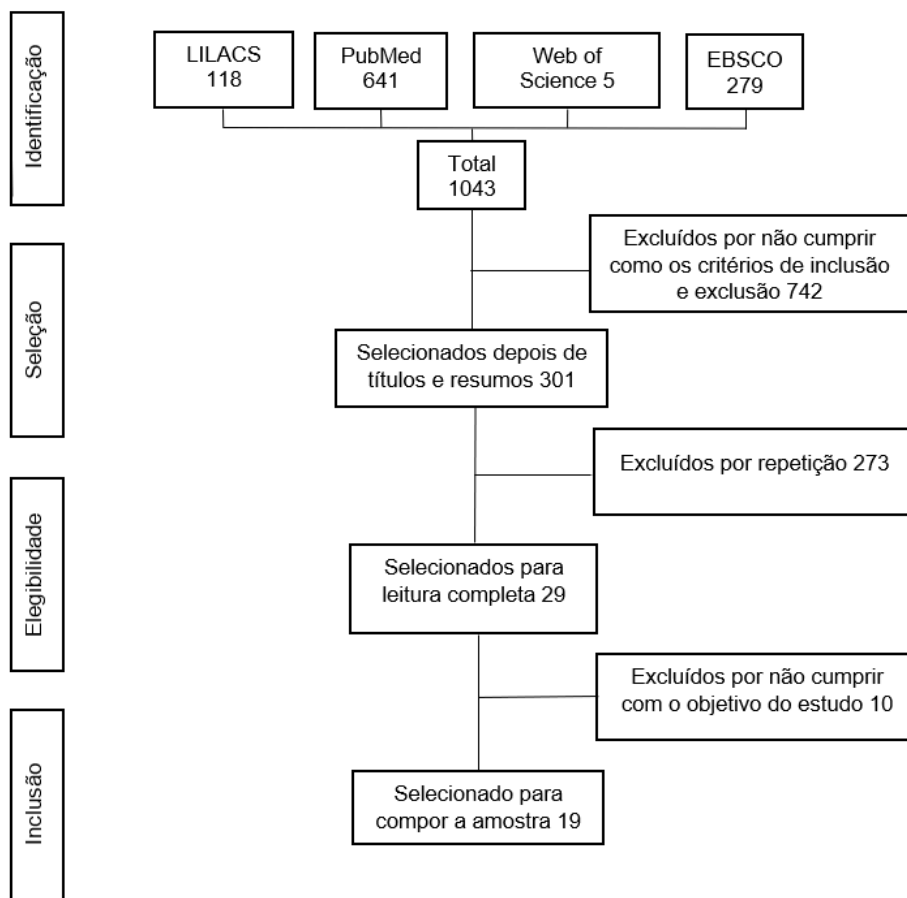 Identificação
LILACS
118
PubMed
641
Web of
Science 5
EBSCO
279
Total
1043
Excluídos por não cumprir
como os critérios de inclusão
e exclusão 742
Seleção
Selecionados depois de
títulos e resumos 301
Excluídos por repetição 273
Elegibilidade
Selecionados para
leitura completa 29
Excluídos por não cumprir
com o objetivo do estudo 10
Inclusão
Selecionado para
compor a amostra 19